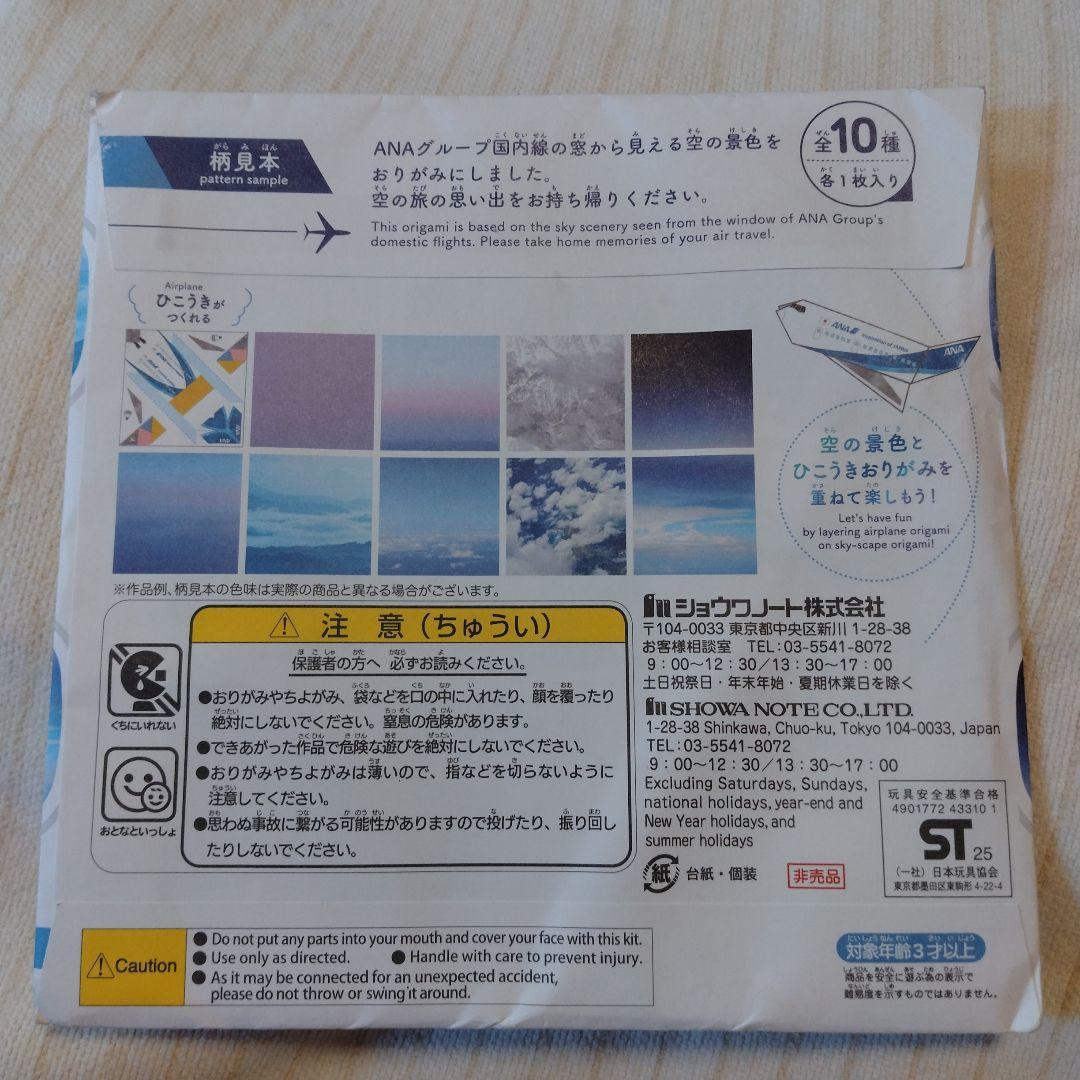 がら み ほん
柄見本
pattern sample
ANAグループ国内線の窓から見える空の景色を
おりがみにしました。
空の旅の思い出をお持ち帰りください。
This origami is based on the sky scenery seen from the window of ANA Group's
domestic flights. Please take home memories of your air travel.
全10種
各1枚入り
Airplane
ひこうきが
つくれる
ANA
ANA
空の景色と
ひこうきおりがみを
重ねて楽しもう！
Let's have fun
by layering airplane origami
on sky-scape origami!
※作品例、柄見本の色味は実際の商品と異なる場合がございます。
くちにいれない
おとなといっしょ
注 意（ちゅうい）
保護者の方へ 必ずお読みください。
●おりがみやちよがみ、袋などを口の中に入れたり、顔を覆ったり
絶対にしないでください。窒息の危険があります。
●できあがった作品で危険な遊びを絶対にしないでください。
●おりがみやちよがみは薄いので、指などを切らないように
注意してください。
●思わぬ事故に繋がる可能性がありますので投げたり、振り回し
たりしないでください。
ショウワノート株式会社
〒104-0033 東京都中央区新川 1-28-38
お客様相談室 TEL:03-5541-8072
9：00〜12：30/13：30〜17：00
土日祝祭日・年末年始・夏期休業日を除く
SHOWA NOTE CO.,LTD.
1-28-38 Shinkawa, Chuo-ku, Tokyo 104-0033, Japan
TEL:03-5541-8072
9：00〜12：30/13：30〜17：00
Excluding Saturdays, Sundays,
national holidays, year-end and
New Year holidays, and
summer holidays
紙 台紙・個装
非売品
玩具安全基準合格
4901772 43310 1
ST 25
(一社) 日本玩具協会
東京都墨田区東駒形 4-22-4
Caution
● Do not put any parts into your mouth and cover your face with this kit.
● Use only as directed. ● Handle with care to prevent injury.
● As it may be connected for an unexpected accident,
please do not throw or swing it around.
たいしょうねんれい さい い じょう
対象年齢3才以上
商品を安全に遊ぶ為の表示で
難易度を示すものではありません。